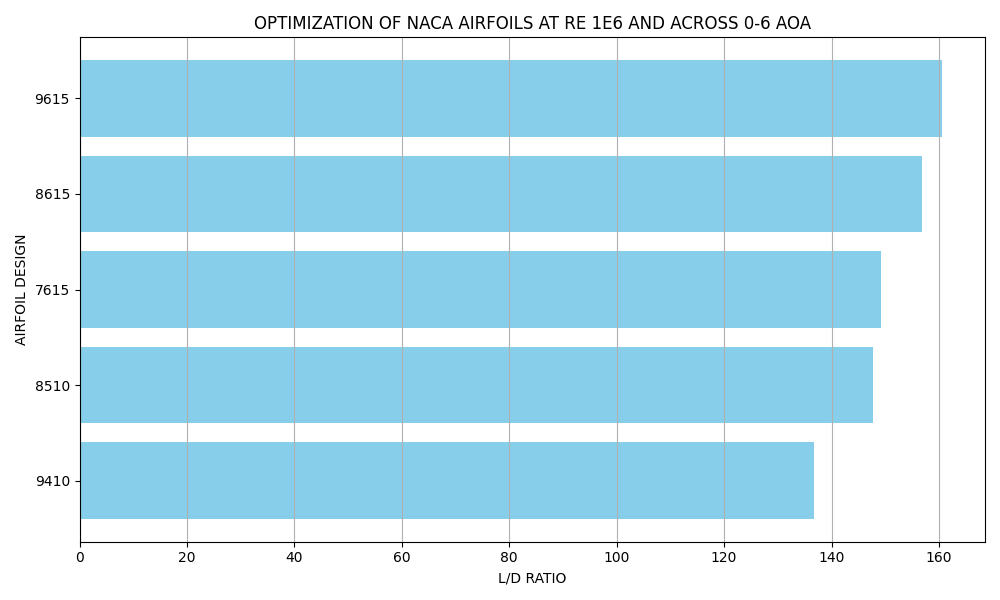 OPTIMIZATION OF NACA AIRFOILS AT RE 1E6 AND ACROSS 0-6 AOA
9615
8615
7615
8510
9410
AIRFOIL DESIGN
0 20 40 60 80 100 120 140 160
L/D RATIO